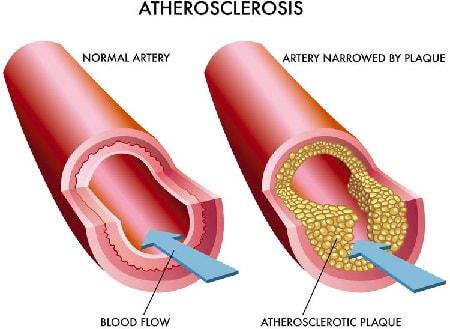 ATHEROSCLEROSIS
NORMAL ARTERY
ARTERY NARROWED BY PLAQUE
BLOOD FLOW
ATHEROSCLEROTIC PLAQUE